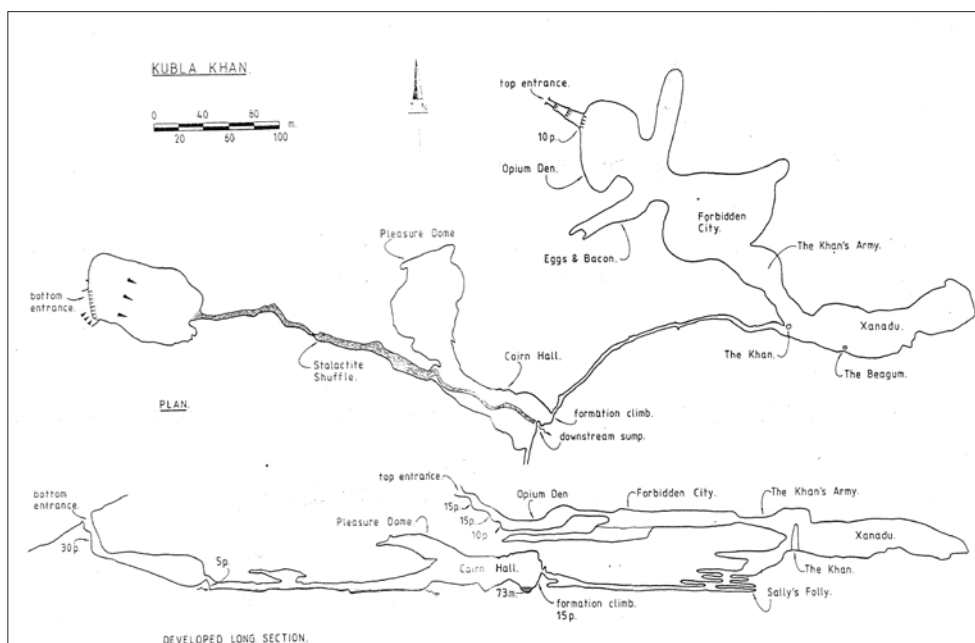 KUBLA KHAN.
0 40 80
m.
20 60 100
top entrance.
10p.
Opium Den.
Forbidden
City.
Eggs & Bacon.
The Khan's Army.
Pleasure Dome
bottom
entrance.
Xanadu.
The Khan
The Beagum.
Stalactite
Shuffle.
Cairn Hall.
formation climb.
downstream sump.
PLAN.
bottom
entrance.
30p.
5p.
top entrance.
15p.
15p.
10p
Opium Den
Forbidden City.
The Khan's Army.
Pleasure Dome
Cairn Hall.
73m.
formation climb.
15p.
Xanadu.
The Khan.
Sally's Folly.
DEVELOPED LONG SECTION.